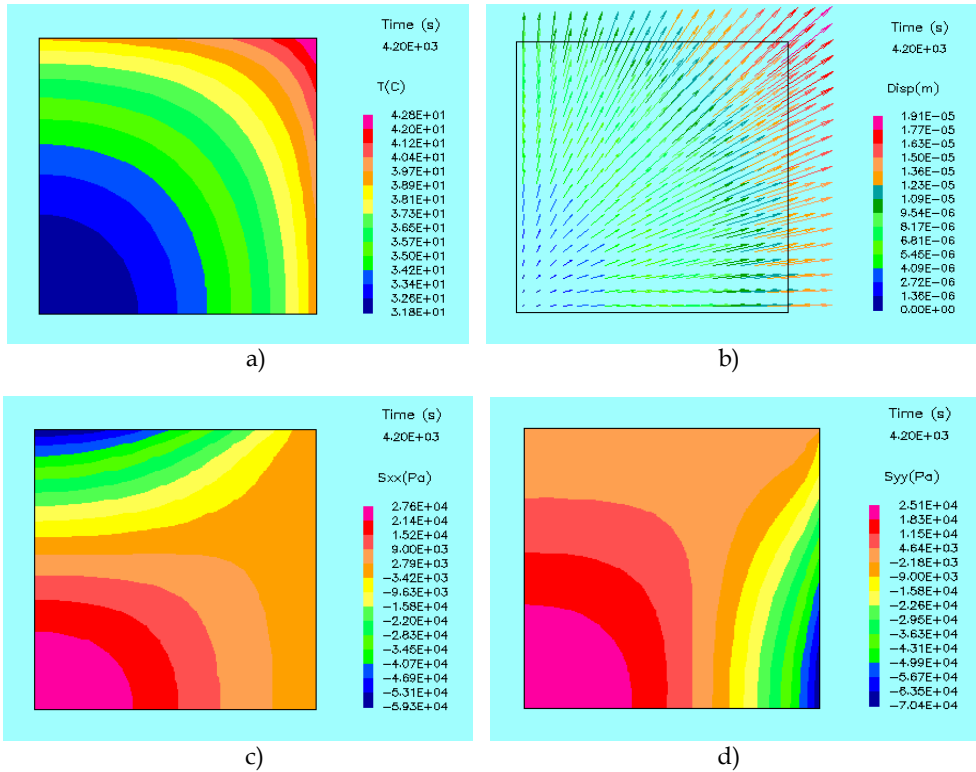 Time (s)
4.20E+03
T(C)
4.28E+01
4.20E+01
4.12E+01
4.04E+01
3.97E+01
3.89E+01
3.81E+01
3.73E+01
3.65E+01
3.57E+01
3.50E+01
3.42E+01
3.34E+01
3.26E+01
3.18E+01
a)
Time (s)
4.20E+03
Disp(m)
1.91E-05
1.77E-05
1.63E-05
1.50E-05
1.36E-05
1.23E-05
1.09E-05
9.54E-06
8.17E-06
6.81E-06
5.45E-06
4.09E-06
2.72E-06
1.36E-06
0.00E+00
b)
Time (s)
4.20E+03
Sxx(Pa)
2.76E+04
2.14E+04
1.52E+04
9.00E+03
2.79E+03
-3.42E+03
-9.63E+03
-1.58E+04
-2.20E+04
-2.83E+04
-3.45E+04
-4.07E+04
-4.69E+04
-5.31E+04
-5.93E+04
c)
Time (s)
4.20E+03
Syy(Pa)
2.51E+04
1.83E+04
1.15E+04
4.64E+03
-2.18E+03
-9.00E+03
-1.58E+04
-2.26E+04
-2.95E+04
-3.63E+04
-4.31E+04
-4.99E+04
-5.67E+04
-6.35E+04
-7.04E+04
d)